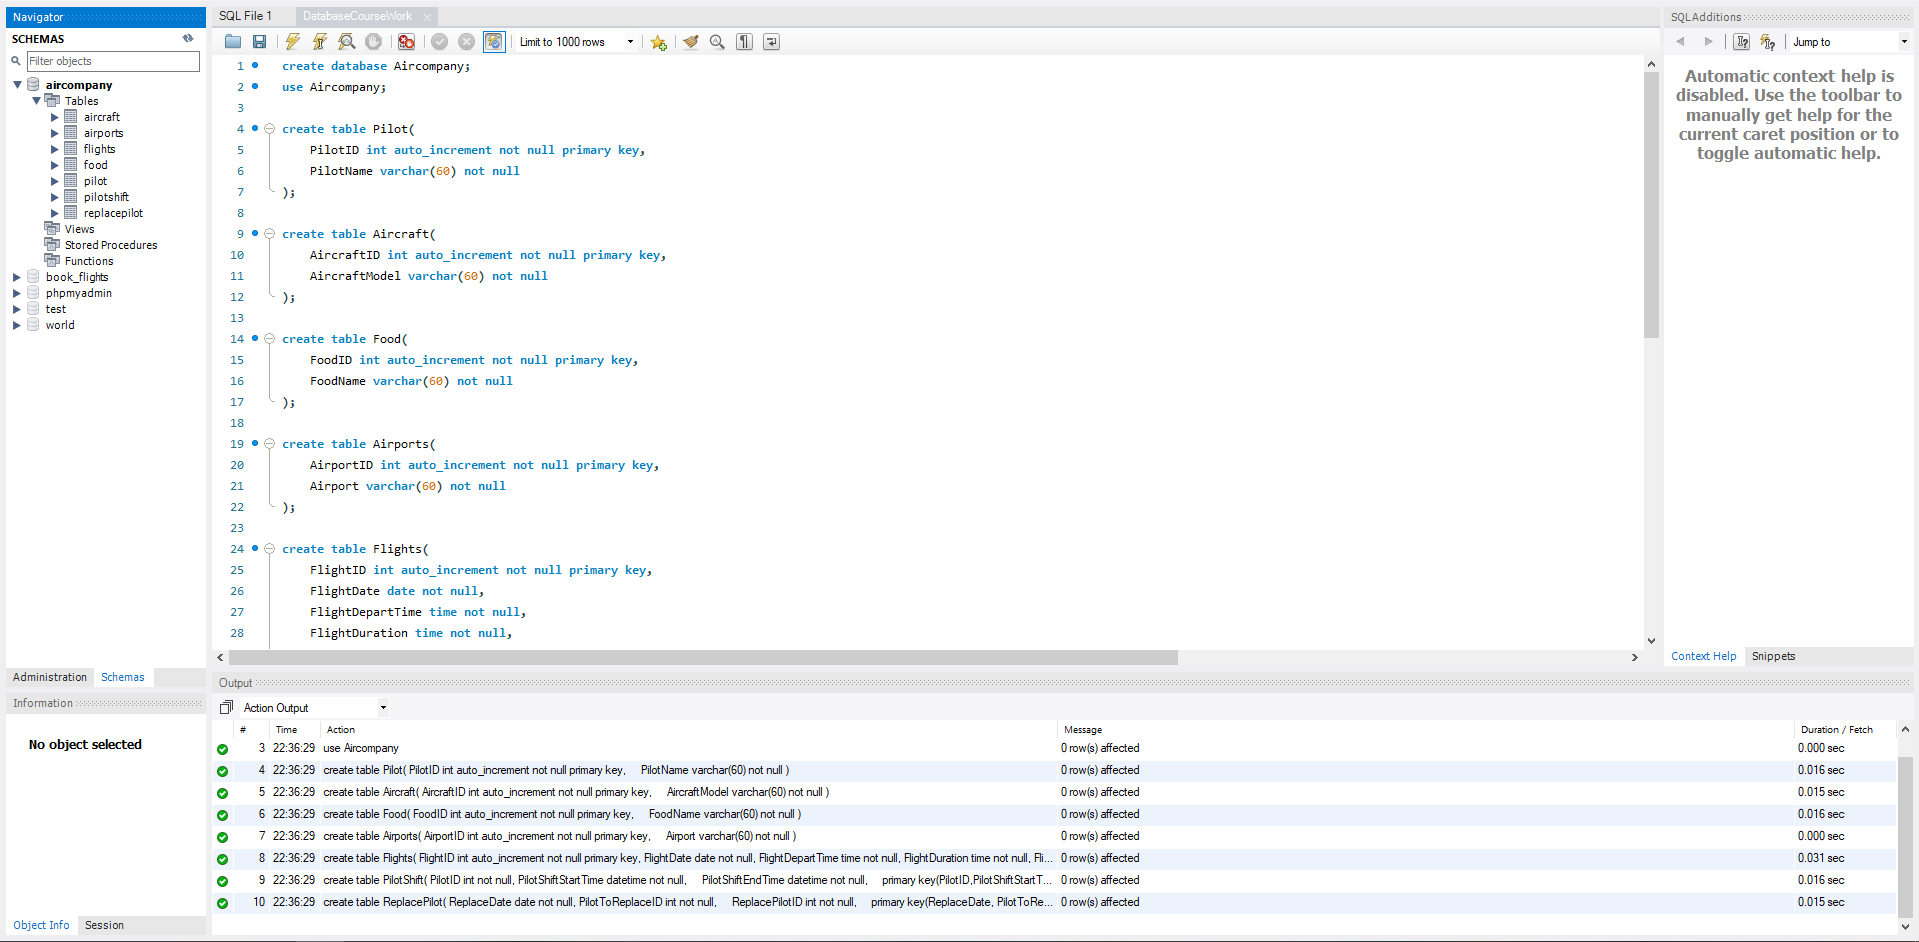 Navigator
SCHEMAS
Filter objects
aircompany
Tables
aircraft
airports
flights
food
pilot
pilotshift
replacepilot
Views
Stored Procedures
Functions
book_flights
phpmyadmin
test
world
Administration Schemas
Information
No object selected
Object Info Session
SQL File 1 DatabaseCourseWork
Limit to 1000 rows
1 create database Aircompany;
2 use Aircompany;
3
4 create table Pilot(
5 PilotID int auto_increment not null primary key,
6 PilotName varchar(60) not null
7 );
8
9 create table Aircraft(
10 AircraftID int auto_increment not null primary key,
11 AircraftModel varchar(60) not null
12 );
13
14 create table Food(
15 FoodID int auto_increment not null primary key,
16 FoodName varchar(60) not null
17 );
18
19 create table Airports(
20 AirportID int auto_increment not null primary key,
21 Airport varchar(60) not null
22 );
23
24 create table Flights(
25 FlightID int auto_increment not null primary key,
26 FlightDate date not null,
27 FlightDepartTime time not null,
28 FlightDuration time not null,
SQLAdditions
Jump to
Automatic context help is
disabled. Use the toolbar to
manually get help for the
current caret position or to
toggle automatic help.
Context Help Snippets
Output
Action Output
# Time Action Message Duration / Fetch
3 22:36:29 use Aircompany 0 row(s) affected 0.000 sec
4 22:36:29 create table Pilot( PilotID int auto_increment not null primary key, PilotName varchar(60) not null ) 0 row(s) affected 0.016 sec
5 22:36:29 create table Aircraft( AircraftID int auto_increment not null primary key, AircraftModel varchar(60) not null ) 0 row(s) affected 0.015 sec
6 22:36:29 create table Food( FoodID int auto_increment not null primary key, FoodName varchar(60) not null ) 0 row(s) affected 0.016 sec
7 22:36:29 create table Airports( AirportID int auto_increment not null primary key, Airport varchar(60) not null ) 0 row(s) affected 0.000 sec
8 22:36:29 create table Flights( FlightID int auto_increment not null primary key, FlightDate date not null, FlightDepartTime time not null, FlightDuration time not null, Fli... 0 row(s) affected 0.031 sec
9 22:36:29 create table PilotShift( PilotID int not null, PilotShiftStartTime datetime not null, PilotShiftEndTime datetime not null, primary key(PilotID,PilotShiftStartT... 0 row(s) affected 0.016 sec
10 22:36:29 create table ReplacePilot( ReplaceDate date not null, PilotToReplaceID int not null, ReplacePilotID int not null, primary key(ReplaceDate, PilotToRe... 0 row(s) affected 0.015 sec